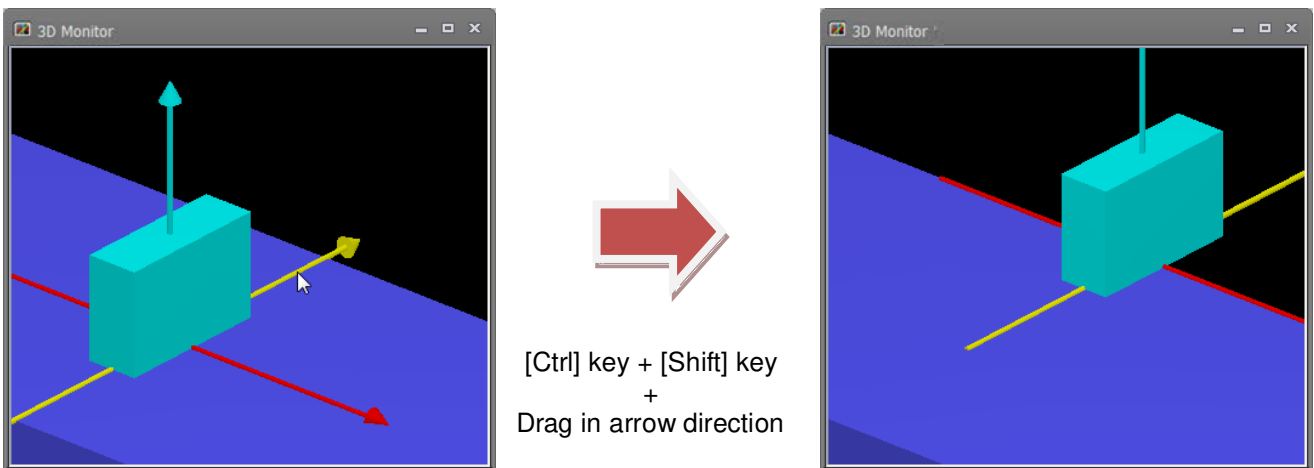 3D Monitor
3D Monitor
[Ctrl] key + [Shift] key
+
Drag in arrow direction